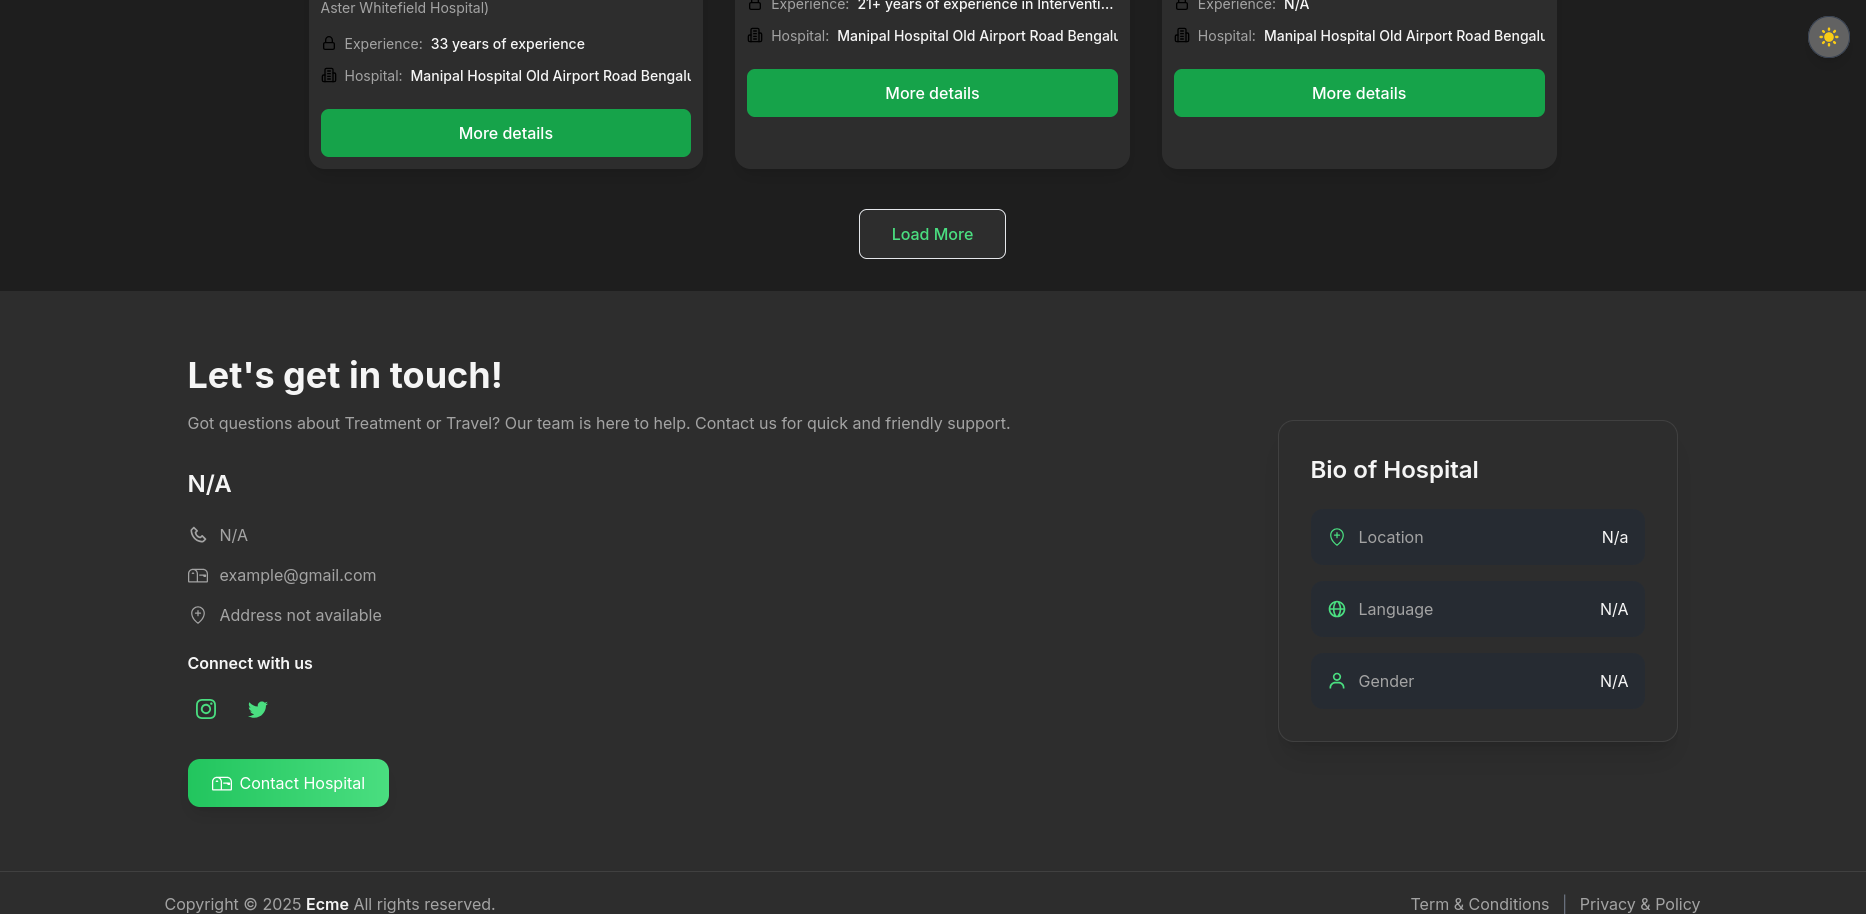 Aster Whitefield Hospital)
Experience: 33 years of experience
Hospital: Manipal Hospital Old Airport Road Bengalu
More details
Experience: 21+ years of experience in Interventi...
Hospital: Manipal Hospital Old Airport Road Bengalu
More details
Experience: N/A
Hospital: Manipal Hospital Old Airport Road Bengalu
More details
Load More
Let's get in touch!
Got questions about Treatment or Travel? Our team is here to help. Contact us for quick and friendly support.
N/A
N/A
example@gmail.com
Address not available
Connect with us
Contact Hospital
Bio of Hospital
Location N/a
Language N/A
Gender N/A
Copyright © 2025 Ecme All rights reserved.
Term & Conditions | Privacy & Policy